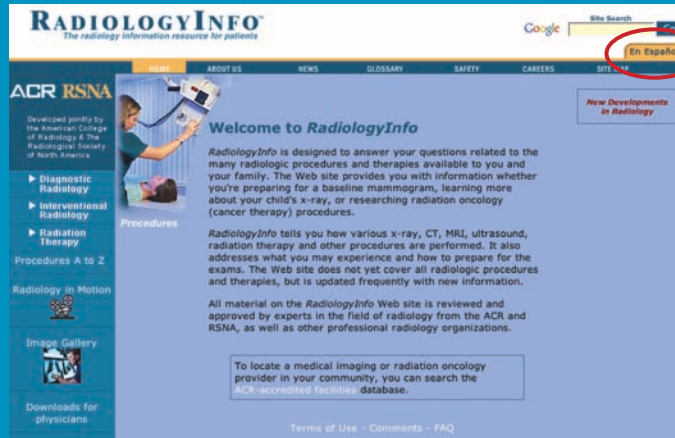 RADIOLOGYINFO™
The radiology information resource for patients
Google
Site Search
En Español
HOME
ABOUT US
NEWS
GLOSSARY
SAFETY
CAREERS
ACR RSNA
Developed jointly by
the American College
of Radiology & The
Radiological Society
of North America
Diagnostic
Radiology
Interventional
Radiology
Radiation
Therapy
Procedures A to Z
Radiology in Motion
Image Gallery
Downloads for
physicians
Procedures
Welcome to RadiologyInfo
RadiologyInfo is designed to answer your questions related to the
many radiologic procedures and therapies available to you and
your family. The Web site provides you with information whether
you're preparing for a baseline mammogram, learning more
about your child's x-ray, or researching radiation oncology
(cancer therapy) procedures.
RadiologyInfo tells you how various x-ray, CT, MRI, ultrasound,
radiation therapy and other procedures are performed. It also
addresses what you may experience and how to prepare for the
exams. The Web site does not yet cover all radiologic procedures
and therapies, but is updated frequently with new information.
All material on the RadiologyInfo Web site is reviewed and
approved by experts in the field of radiology from the ACR and
RSNA, as well as other professional radiology organizations.
To locate a medical imaging or radiation oncology
provider in your community, you can search the
ACR-accredited facilities database.
Terms of Use - Comments - FAQ
New Developments
in Radiology